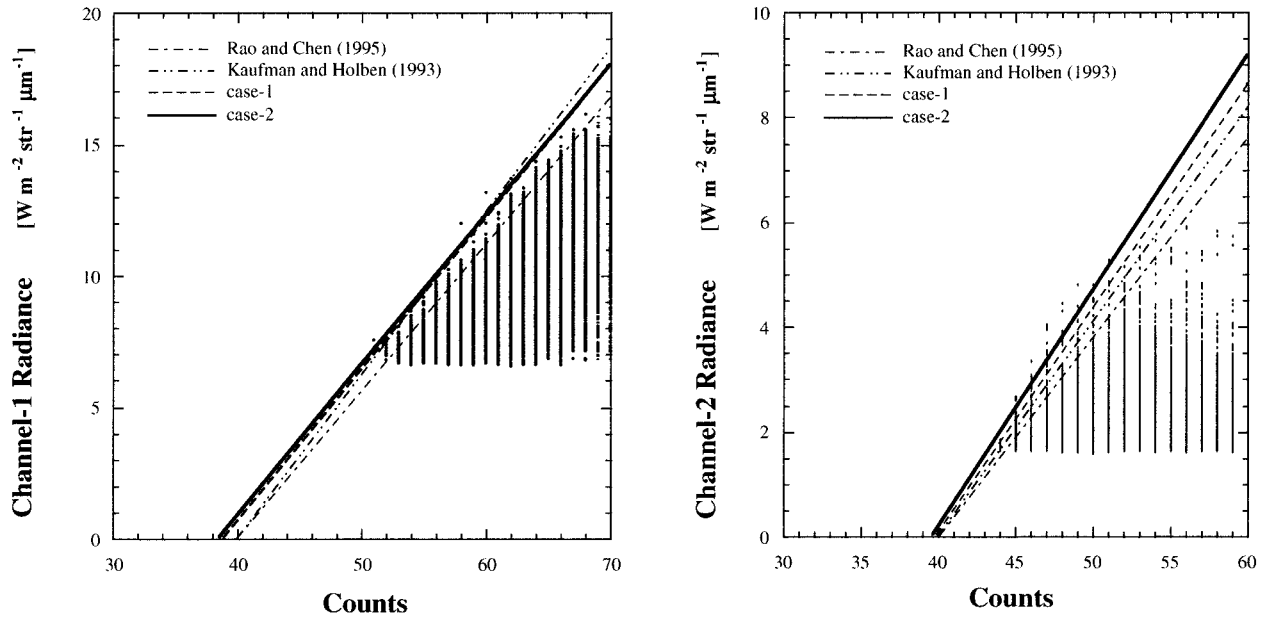 20
15
10
5
0
Channel-1 Radiance [W m -2 str -1 μm -1]
Rao and Chen (1995)
Kaufman and Holben (1993)
case-1
case-2
30 40 50 60 70
Counts
10
8
6
4
2
0
Channel-2 Radiance [W m -2 str -1 μm -1]
Rao and Chen (1995)
Kaufman and Holben (1993)
case-1
case-2
30 35 40 45 50 55 60
Counts